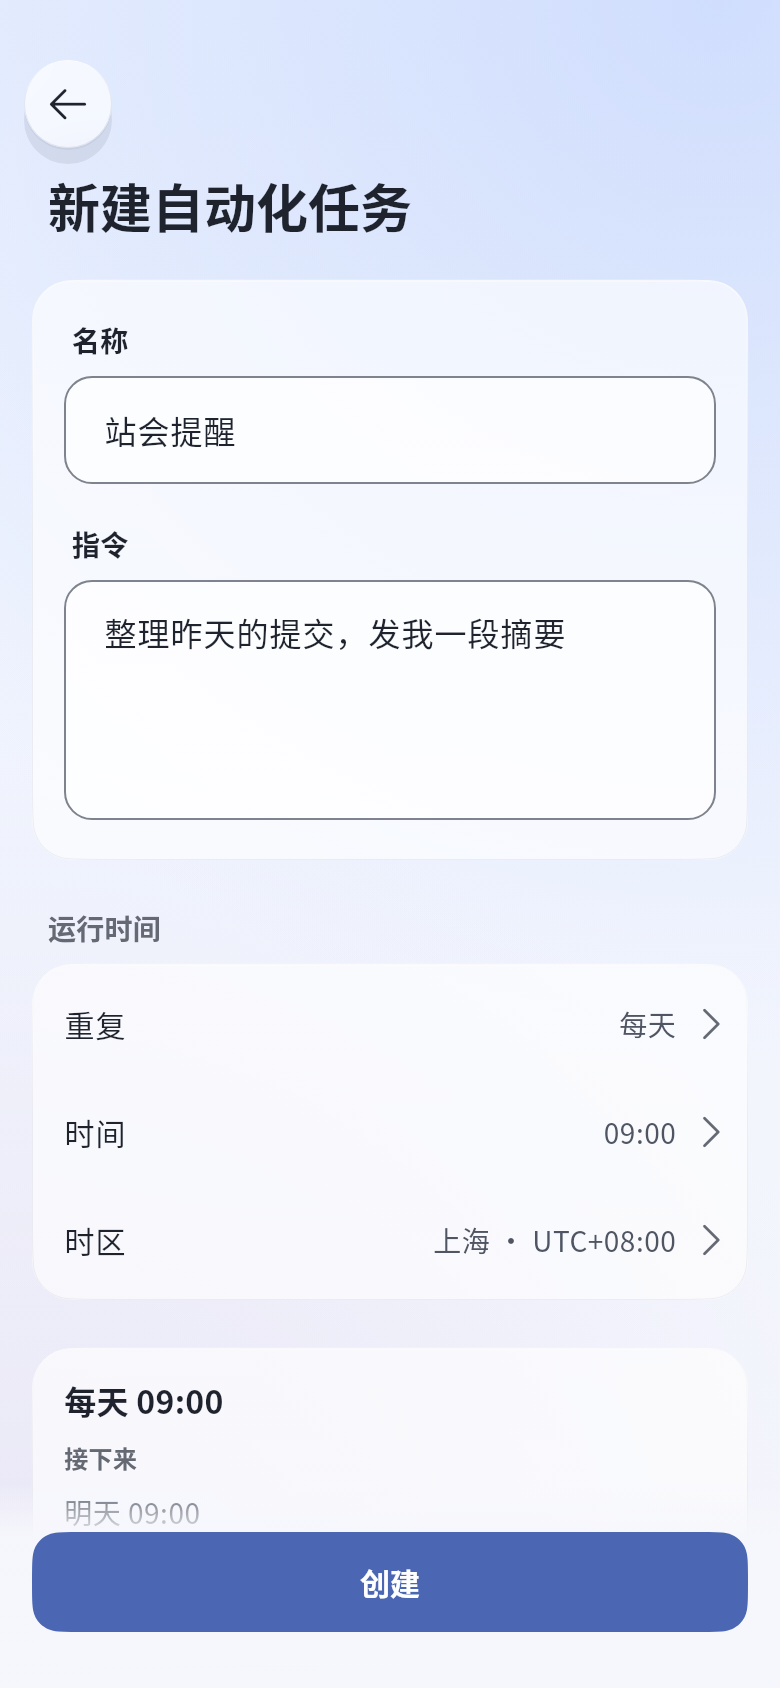 新建自动化任务
名称
站会提醒
指令
整理昨天的提交，发我一段摘要
运行时间
重复 每天
时间 09:00
时区 上海 · UTC+08:00
每天 09:00
接下来
明天 09:00
创建